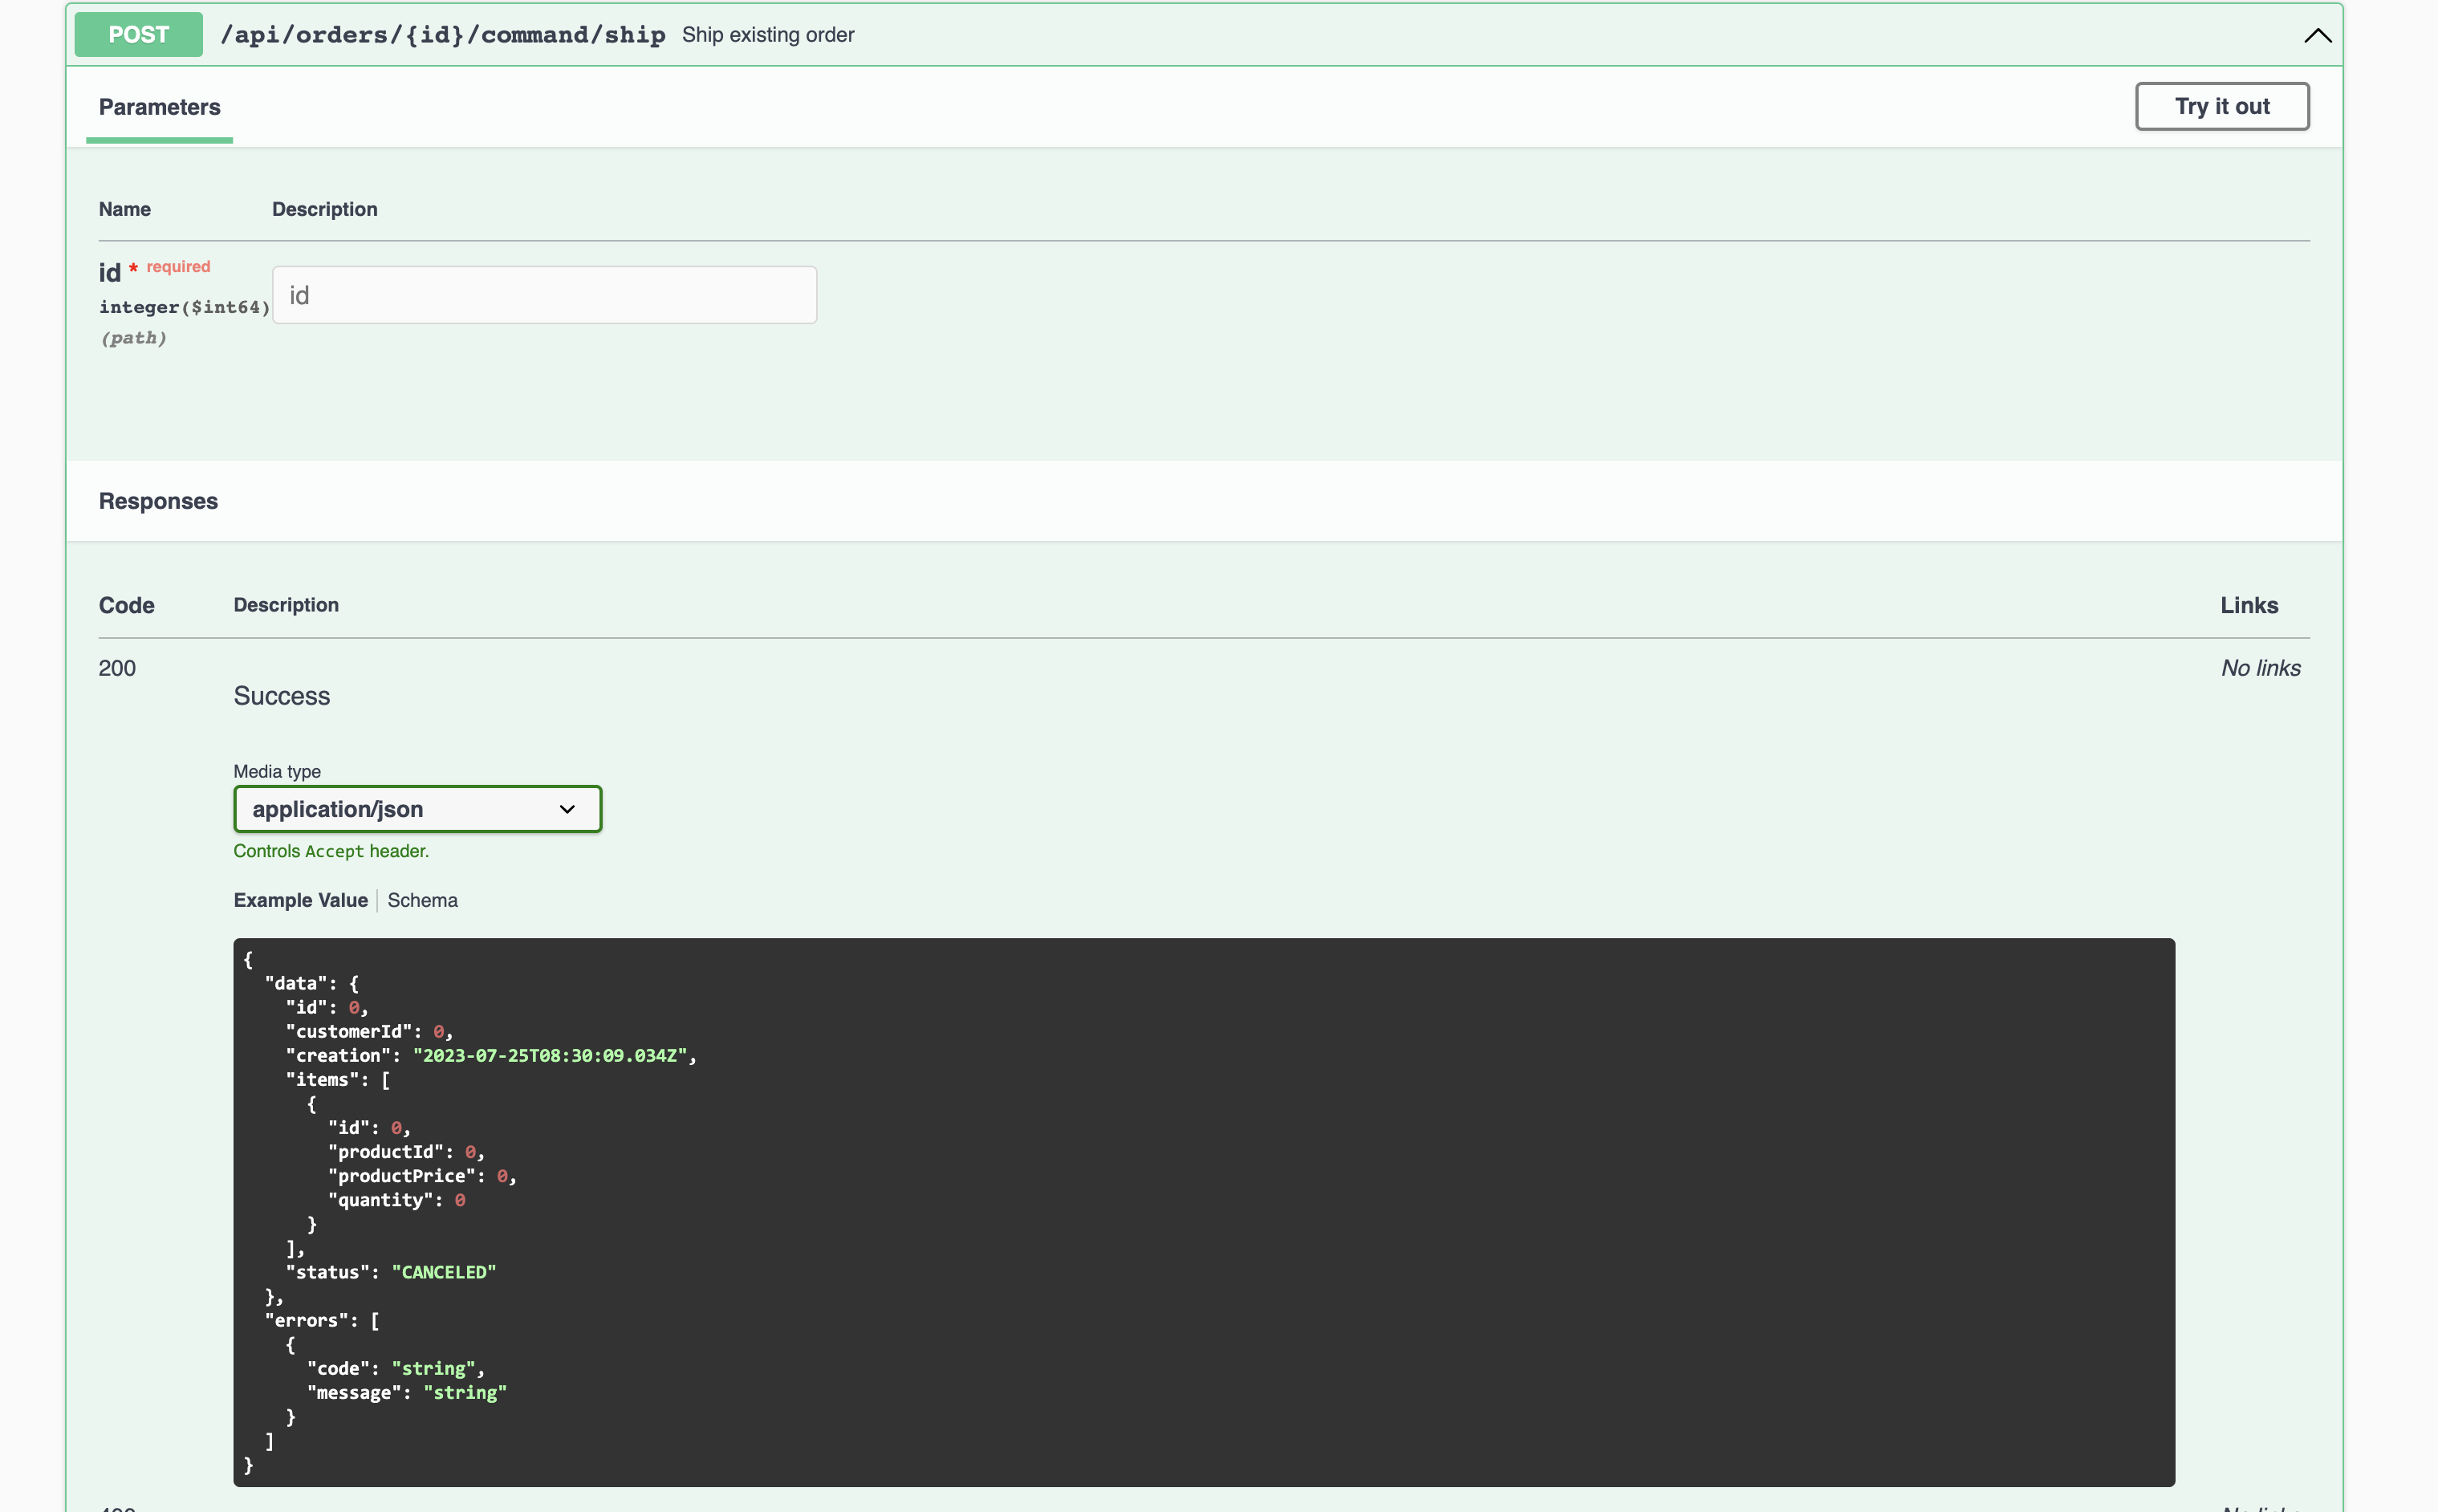 POST /api/orders/{id}/command/ship Ship existing order
Parameters
Try it out
Name Description
id * required
integer($int64)
(path)
id
Responses
Code Description Links
200 No links
Success
Media type
application/json
Controls Accept header.
Example Value Schema
{
  "data": {
    "id": 0,
    "customerId": 0,
    "creation": "2023-07-25T08:30:09.034Z",
    "items": [
      {
        "id": 0,
        "productId": 0,
        "productPrice": 0,
        "quantity": 0
      }
    ],
    "status": "CANCELED"
  },
  "errors": [
    {
      "code": "string",
      "message": "string"
    }
  ]
}